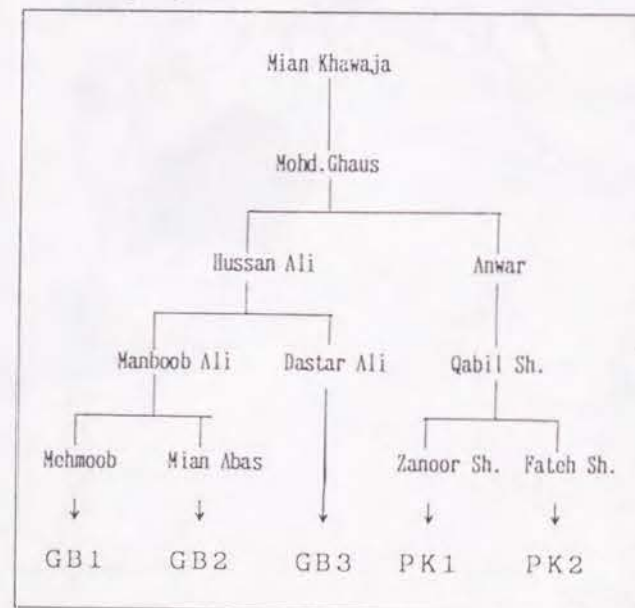 Mian Khawaja
Mohd.Ghaus
Hussan Ali Anwar
Manboob Ali Dastar Ali Qabil Sh.
Mehmoob Mian Abas Zanoor Sh. Fateh Sh.
GB1 GB2 GB3 PK1 PK2